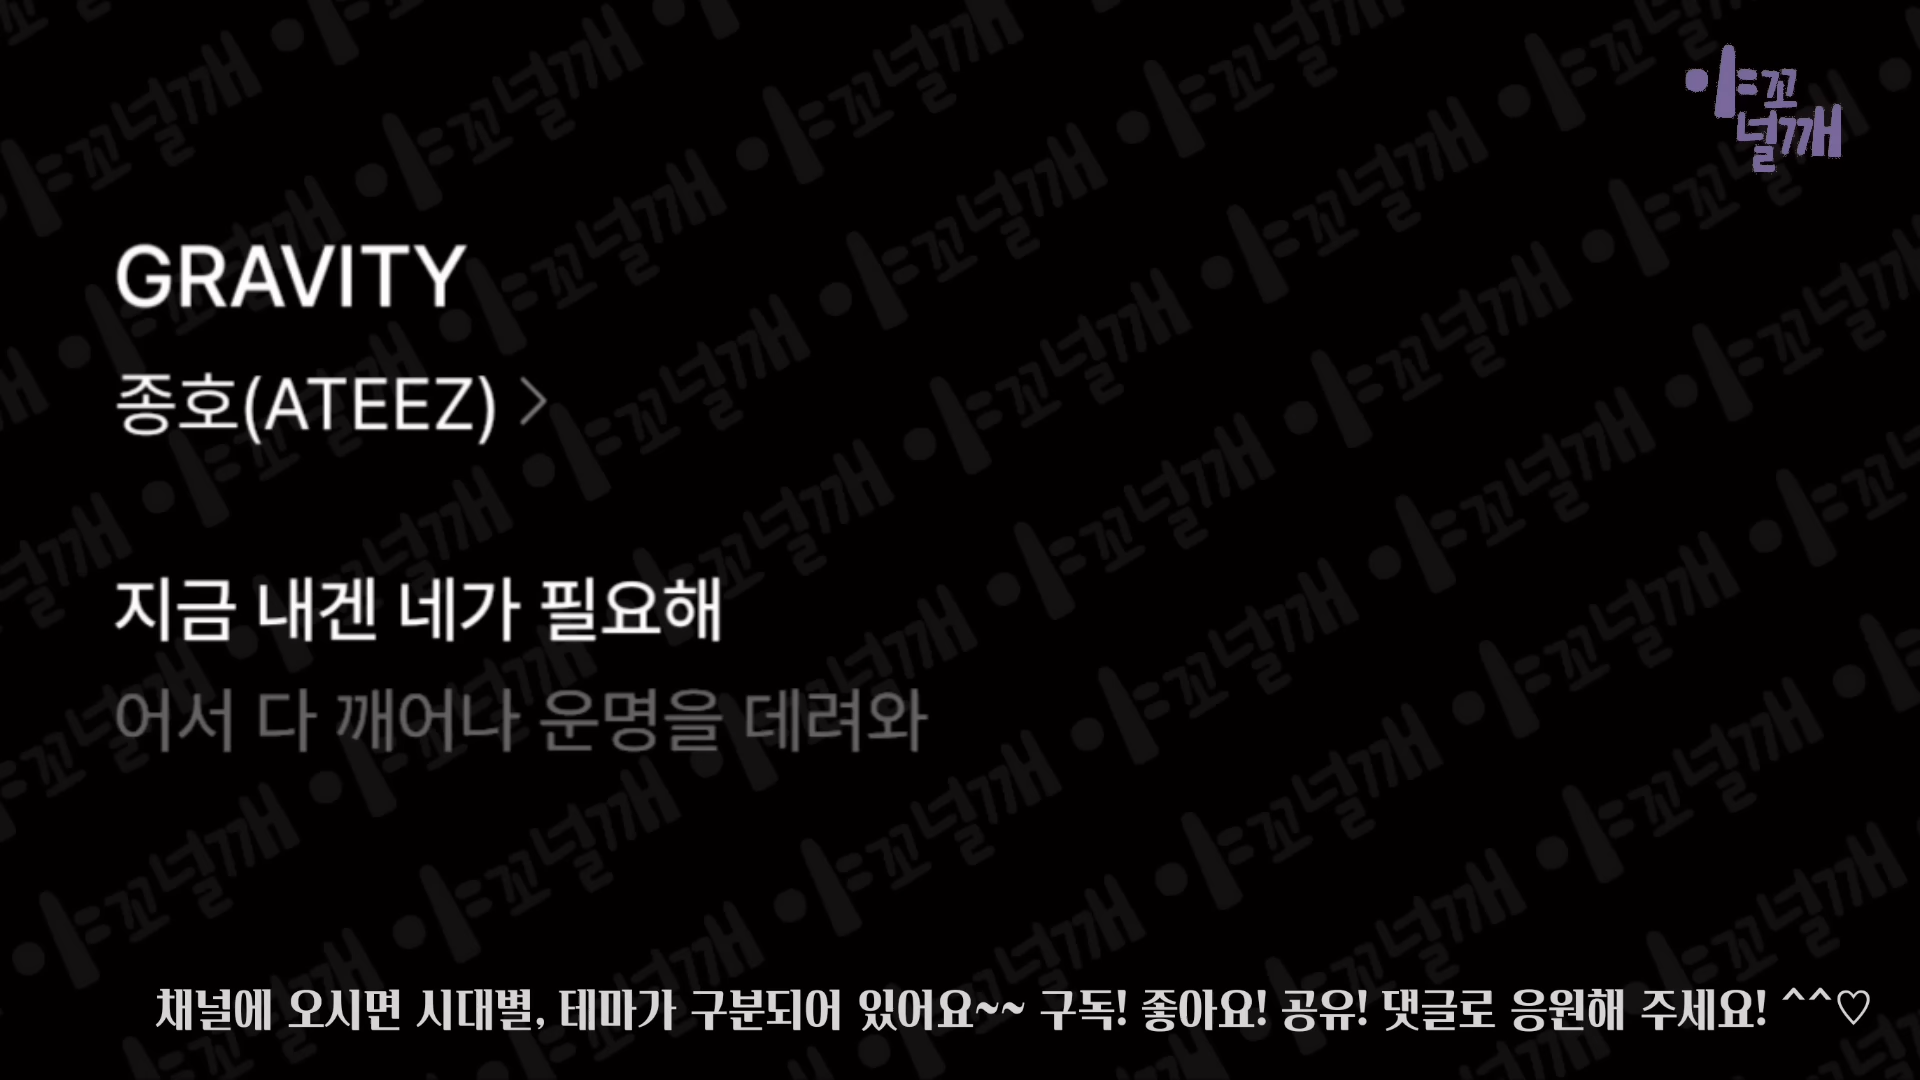 야꼬
널깨
GRAVITY
종호(ATEEZ) >
지금 내겐 네가 필요해
어서 다 깨어나 운명을 데려와
채널에 오시면 시대별, 테마가 구분되어 있어요~~ 구독! 좋아요! 공유! 댓글로 응원해 주세요! ^^♡